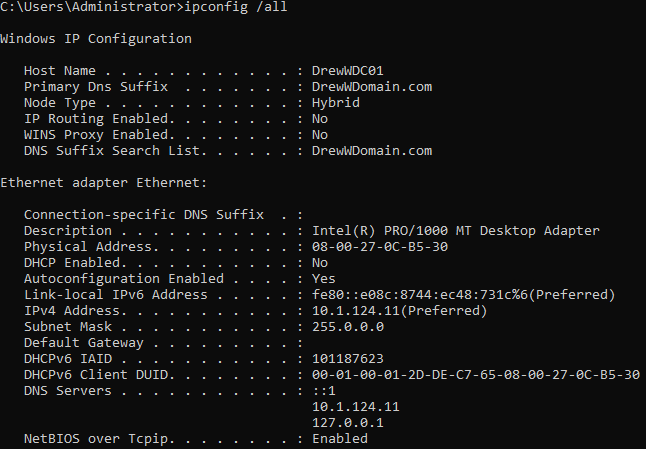 C:\Users\Administrator>ipconfig /all
Windows IP Configuration
Host Name . . . . . . . . . . . . : DrewWDC01
Primary Dns Suffix  . . . . . . . : DrewWDomain.com
Node Type . . . . . . . . . . . . : Hybrid
IP Routing Enabled. . . . . . . . : No
WINS Proxy Enabled. . . . . . . . : No
DNS Suffix Search List. . . . . . : DrewWDomain.com
Ethernet adapter Ethernet:
Connection-specific DNS Suffix  . :
Description . . . . . . . . . . . : Intel(R) PRO/1000 MT Desktop Adapter
Physical Address. . . . . . . . . : 08-00-27-0C-B5-30
DHCP Enabled. . . . . . . . . . . : No
Autoconfiguration Enabled . . . . : Yes
Link-local IPv6 Address . . . . . : fe80::e08c:8744:ec48:731c%6(Preferred)
IPv4 Address. . . . . . . . . . . : 10.1.124.11(Preferred)
Subnet Mask . . . . . . . . . . . : 255.0.0.0
Default Gateway . . . . . . . . . :
DHCPv6 IAID . . . . . . . . . . . : 101187623
DHCPv6 Client DUID. . . . . . . . : 00-01-00-01-2D-DE-C7-65-08-00-27-0C-B5-30
DNS Servers . . . . . . . . . . . : ::1
10.1.124.11
127.0.0.1
NetBIOS over Tcpip. . . . . . . . : Enabled